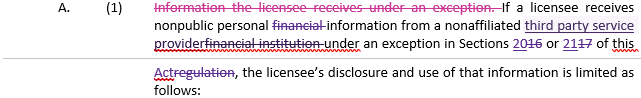 A. (1) Information the licensee receives under an exception. If a licensee receives
nonpublic personal financial information from a nonaffiliated third party service
providerfinancial institution under an exception in Sections 2016 or 2117 of this
Actregulation, the licensee's disclosure and use of that information is limited as
follows: